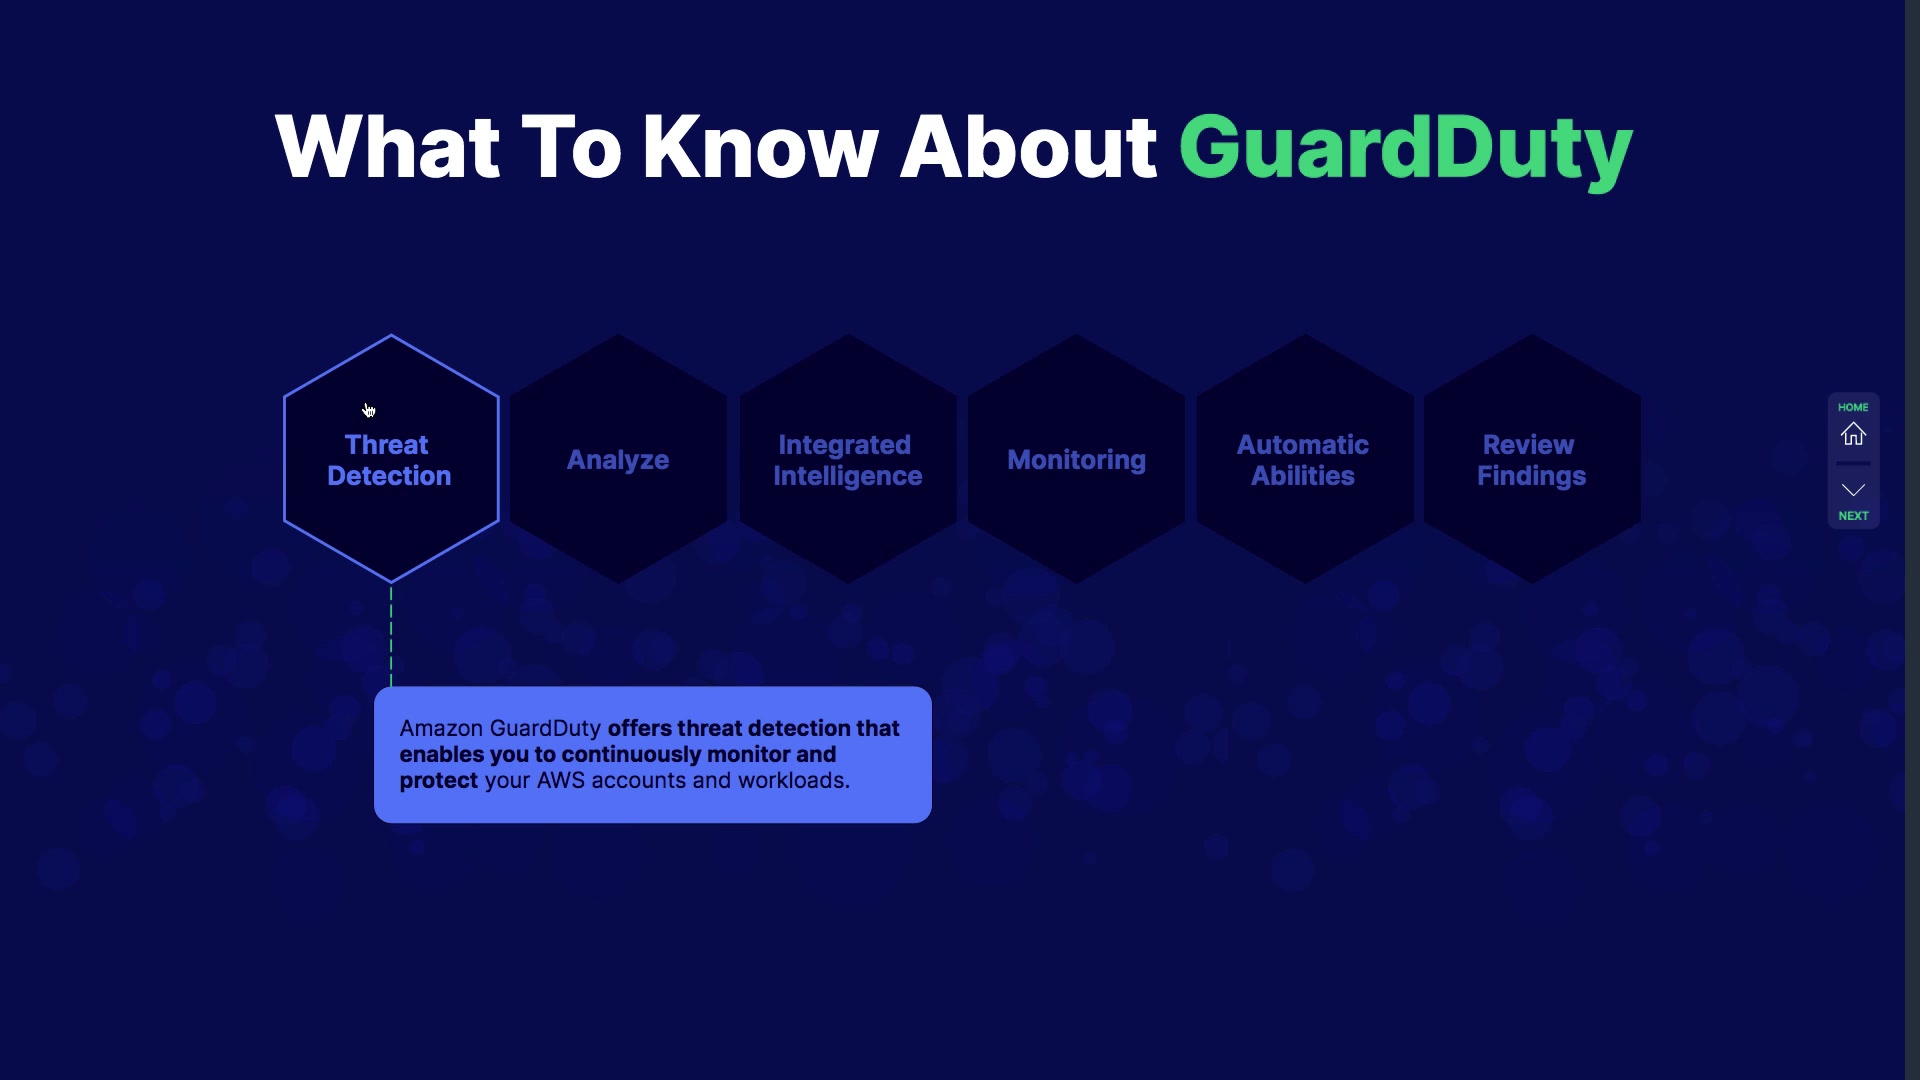 What To Know About GuardDuty
Threat
Detection
Analyze
Integrated
Intelligence
Monitoring
Automatic
Abilities
Review
Findings
HOME
NEXT
Amazon GuardDuty offers threat detection that
enables you to continuously monitor and
protect your AWS accounts and workloads.